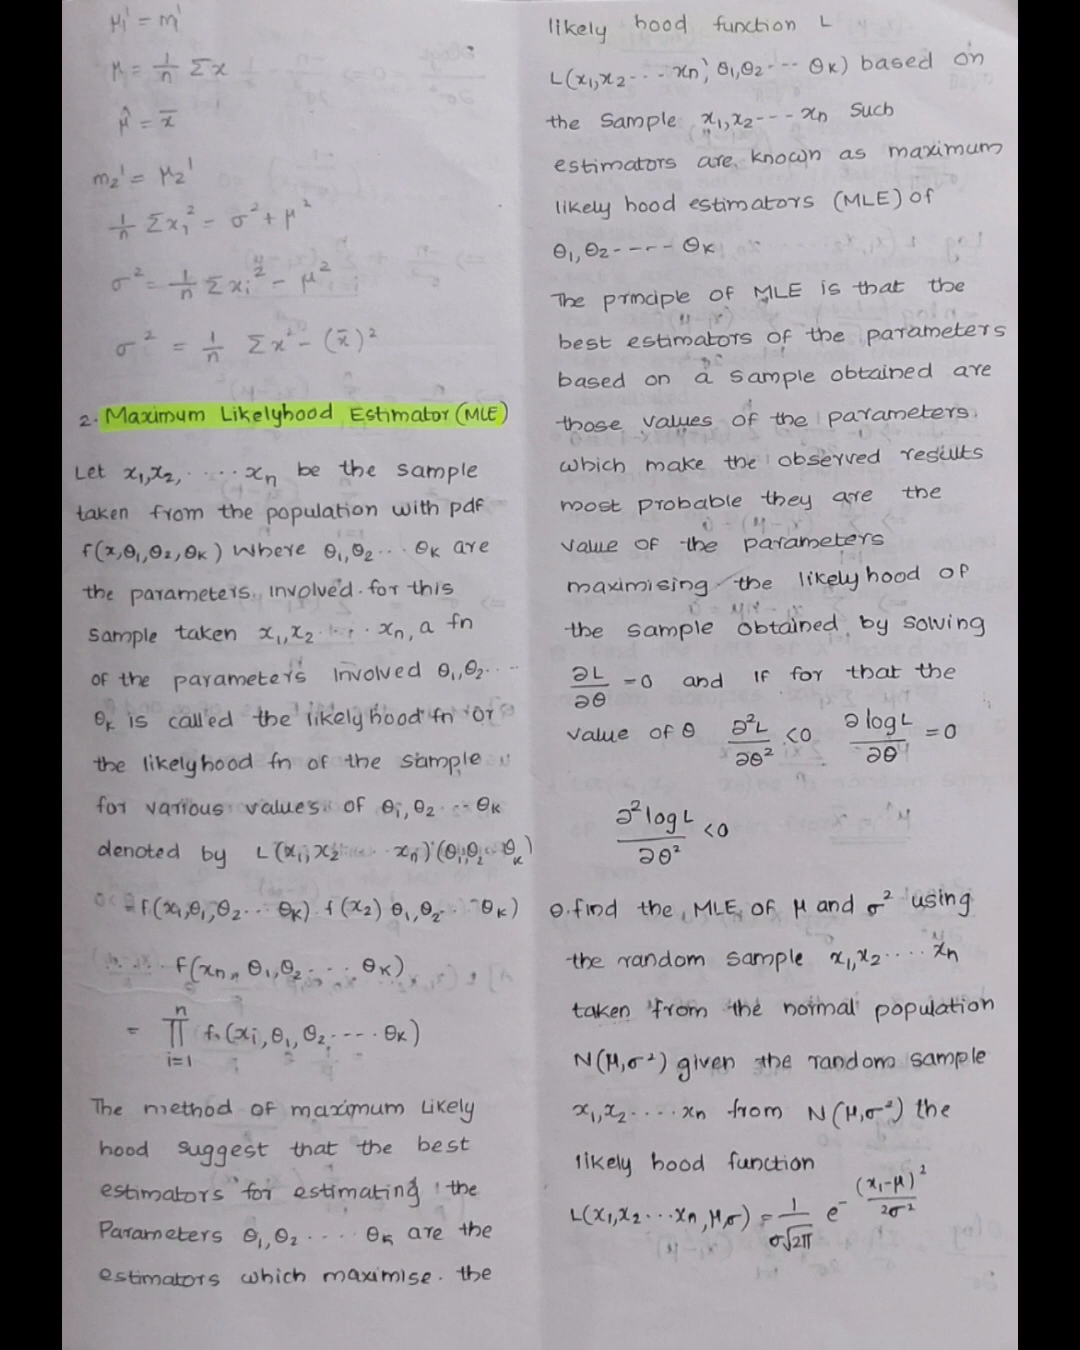 μ₁' = m'
μ = 1/n Σx
μ̂ = x̄
m₂' = μ₂'
1/n Σxᵢ² = σ² + μ²
σ² = 1/n Σxᵢ² - μ²
σ² = 1/n Σx² - (x̄)²
2. Maximum Likelyhood Estimator (MLE)
Let x₁, x₂, ..... xₙ be the sample
taken from the population with pdf
f(x, θ₁, θ₂, θₖ) where θ₁, θ₂ ... θₖ are
the parameters involved. for this
sample taken x₁, x₂ ..... xₙ, a fn
of the parameters involved θ₁, θ₂....
θₖ is called the likelyhood fn or
the likelyhood fn of the sample
for various values of θ₁, θ₂ ... θₖ
denoted by L(x₁, x₂ ..... xₙ) (θ₁, θ₂ ... θₖ)
= f(x₁, θ₁, θ₂ ... θₖ) . f(x₂) θ₁, θ₂ ... θₖ)
..... f(xₙ, θ₁, θ₂ .... θₖ)
= ∏ᵢ₌₁ⁿ f(xᵢ, θ₁, θ₂ ---- θₖ)
The method of maximum likely
hood suggest that the best
estimators for estimating the
Parameters θ₁, θ₂ .... θₖ are the
estimators which maximise. the
likely hood function L
L(x₁, x₂ --- xₙ; θ₁, θ₂ --- θₖ) based on
the sample x₁, x₂ --- xₙ Such
estimators are known as maximum
likely hood estimators (MLE) of
θ₁, θ₂ ---- θₖ
The prnciple of MLE is that the
best estimators of the parameters
based on a sample obtained are
those values of the parameters
which make the observed results
most probable they are the
value of the parameters
maximising the likelyhood of
the sample obtained by solving
∂L/∂θ = 0 and if for that the
value of θ ∂²L/∂θ² <0 ∂logL/∂θ = 0
∂²logL/∂θ² <0
Q. find the MLE of μ and σ² using
the random sample x₁, x₂ .... xₙ
taken from the normal population
N(μ, σ²) given the random sample
x₁, x₂ .... xₙ from N(μ, σ²) the
likely hood function
L(x₁, x₂ ... xₙ, μ, σ) = 1/σ√2π e^-(x₁-μ)²/2σ²